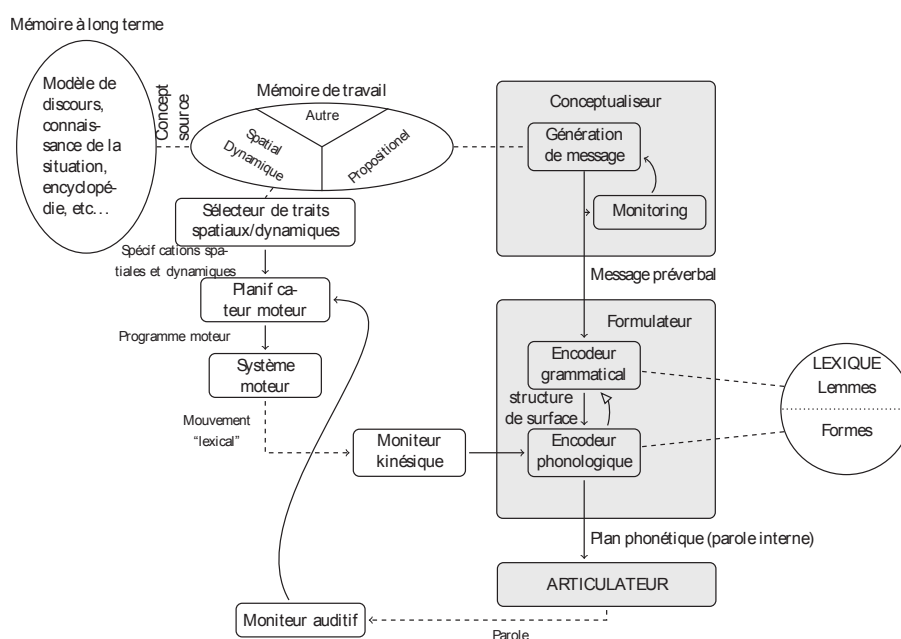 Mémoire à long terme
Modèle de
discours,
connais-
sance de la
situation,
encyclopé-
die, etc...
Concept
source
Mémoire de travail
Autre
Spatial
Dynamique
Propositionel
Sélecteur de traits
spatiaux/dynamiques
Spécif cations spa-
tiales et dynamiques
Planif ca-
teur moteur
Programme moteur
Système
moteur
Mouvement
“lexical”
Moniteur
kinésique
Moniteur auditif
Conceptualiseur
Génération
de message
Monitoring
Message préverbal
Formulateur
Encodeur
grammatical
structure
de surface
Encodeur
phonologique
LEXIQUE
Lemmes
Formes
Plan phonétique (parole interne)
ARTICULATEUR
Parole